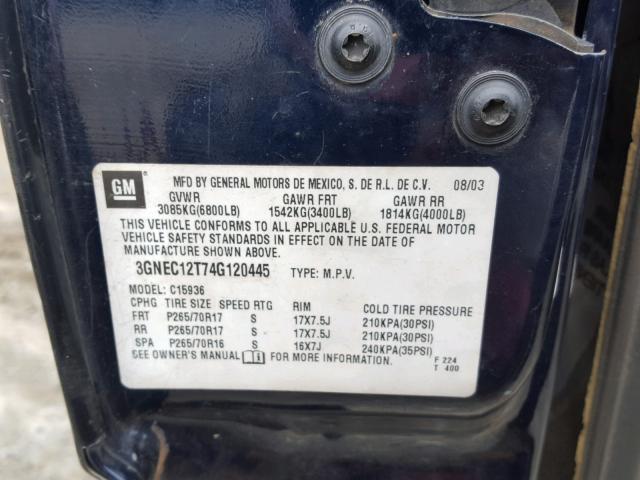 GM
MFD BY GENERAL MOTORS DE MEXICO, S. DE R.L. DE C.V. 08/03
GVWR GAWR FRT GAWR RR
3085KG(6800LB) 1542KG(3400LB) 1814KG(4000LB)
THIS VEHICLE CONFORMS TO ALL APPLICABLE U.S. FEDERAL MOTOR
VEHICLE SAFETY STANDARDS IN EFFECT ON THE DATE OF
MANUFACTURE SHOWN ABOVE.
3GNEC12T74G120445 TYPE: M.P.V.
MODEL: C15936
CPHG TIRE SIZE SPEED RTG RIM COLD TIRE PRESSURE
FRT P265/70R17 S 17X7.5J 210KPA(30PSI)
RR P265/70R17 S 17X7.5J 210KPA(30PSI)
SPA P265/70R16 S 16X7J 240KPA(35PSI)
SEE OWNER'S MANUAL FOR MORE INFORMATION.
F 224
T 400